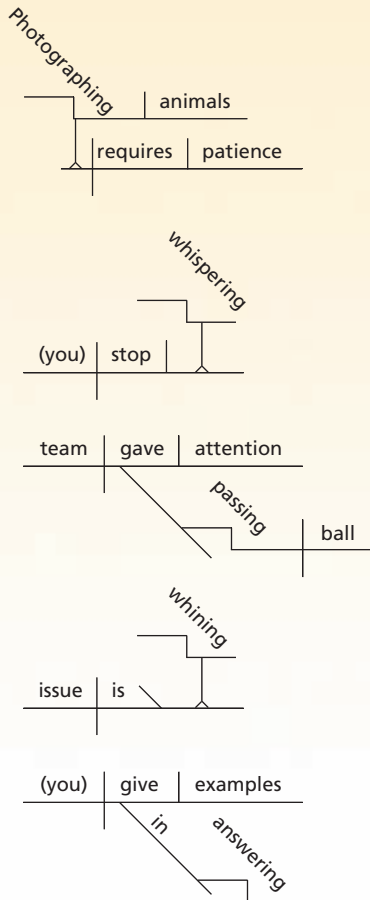 Photographing
animals
requires patience
whispering
(you) stop
team gave attention
passing
ball
whining
issue is
(you) give examples
in answering